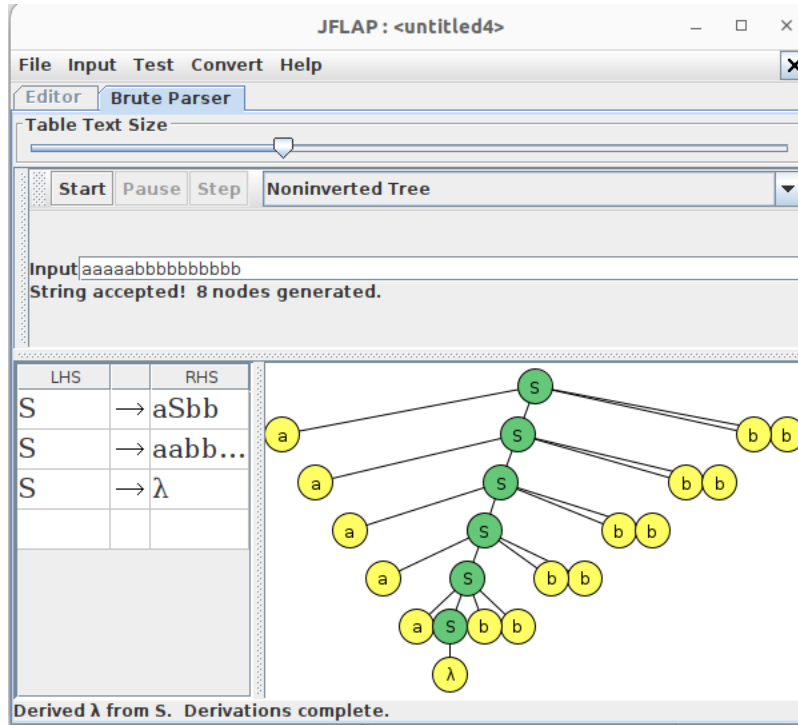 JFLAP : <untitled4>
File Input Test Convert Help
Editor Brute Parser
Table Text Size
Start Pause Step Noninverted Tree
Input aaaaabbbbbbbbbb
String accepted! 8 nodes generated.
LHS RHS
S → aSbb
S → aabb...
S → λ
S
a S b b
a S b b
a S b b
a S b b
a S b b
λ
Derived λ from S. Derivations complete.